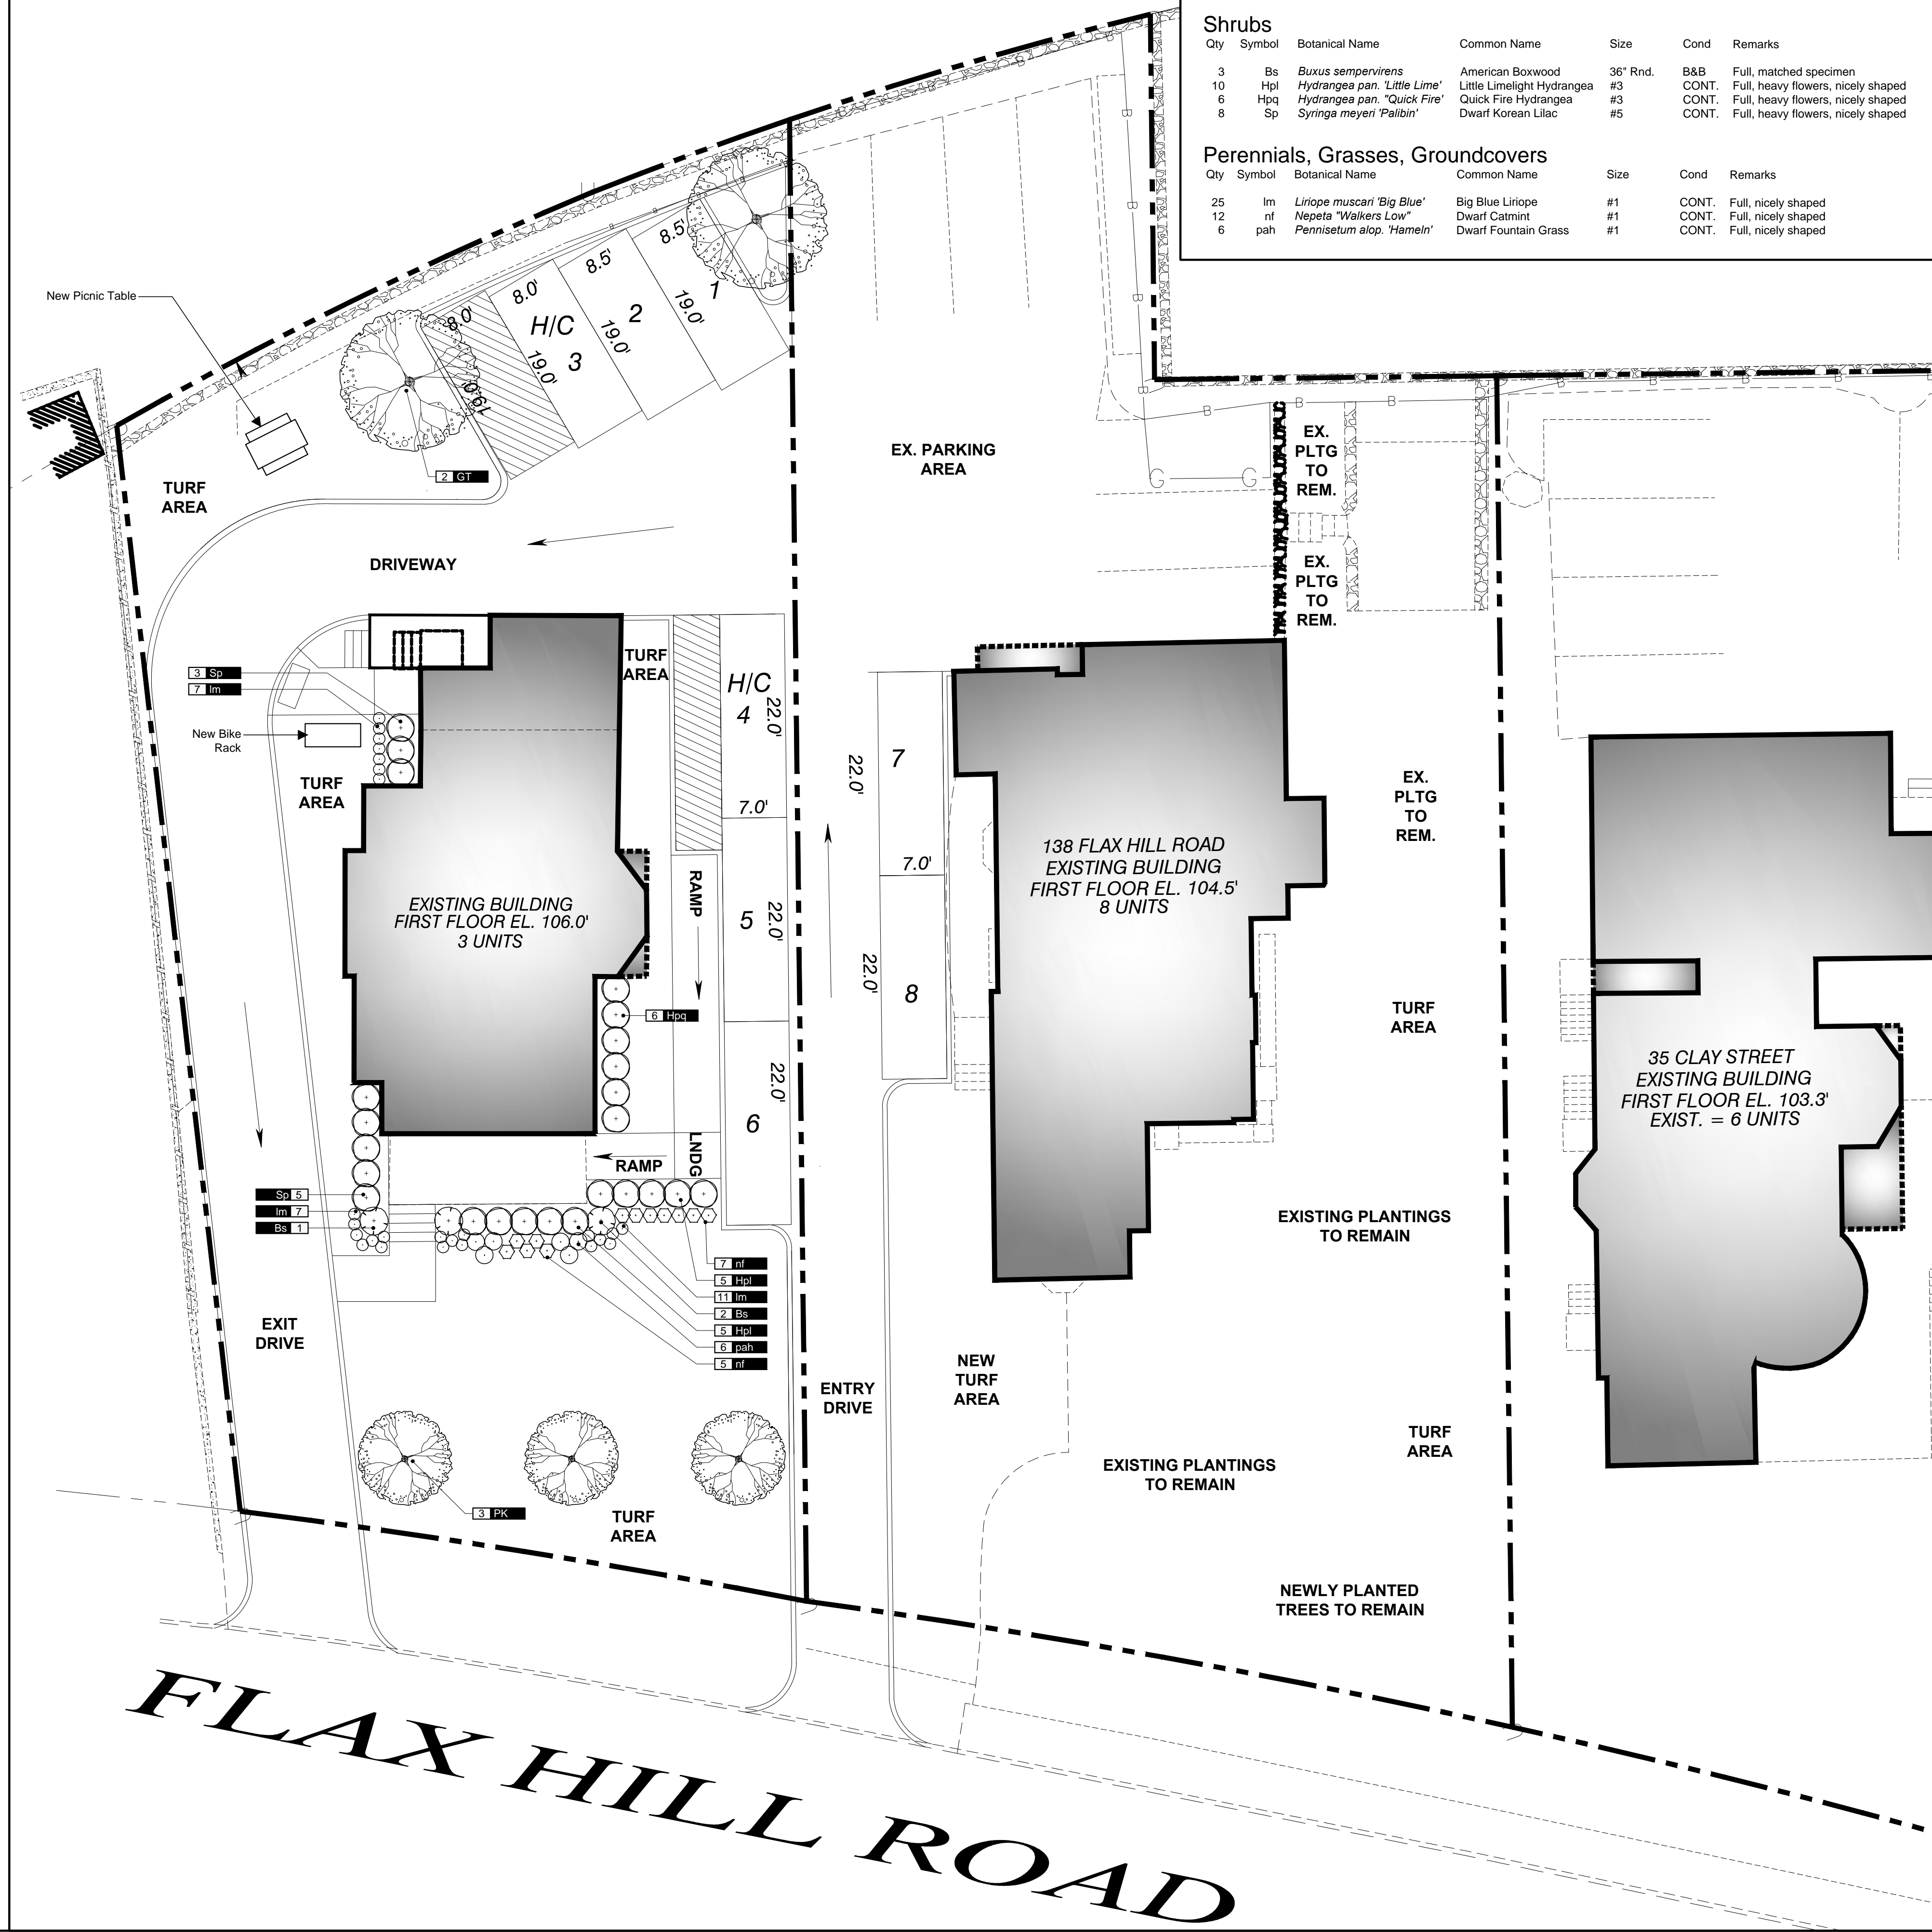 Shrubs
Qty Symbol Botanical Name Common Name Size Cond Remarks
3 Bs Buxus sempervirens American Boxwood 36" Rnd. B&B Full, matched specimen
10 Hpl Hydrangea pan. 'Little Lime' Little Limelight Hydrangea #3 CONT. Full, heavy flowers, nicely shaped
6 Hpq Hydrangea pan. "Quick Fire' Quick Fire Hydrangea #3 CONT. Full, heavy flowers, nicely shaped
8 Sp Syringa meyeri 'Palibin' Dwarf Korean Lilac #5 CONT. Full, heavy flowers, nicely shaped
Perennials, Grasses, Groundcovers
Qty Symbol Botanical Name Common Name Size Cond Remarks
25 lm Liriope muscari 'Big Blue' Big Blue Liriope #1 CONT. Full, nicely shaped
12 nf Nepeta "Walkers Low" Dwarf Catmint #1 CONT. Full, nicely shaped
6 pah Pennisetum alop. 'Hameln' Dwarf Fountain Grass #1 CONT. Full, nicely shaped
New Picnic Table
8.5'
8.5'
8.0'
8.0'
1
19.0'
2
19.0'
H/C
3
19.0'
19.0'
2 GT
TURF
AREA
DRIVEWAY
EX. PARKING
AREA
EX.
PLTG
TO
REM.
EX.
PLTG
TO
REM.
B
B
B
B
B
B
B
B
B
B
B
B
G
G
3 Sp
7 lm
New Bike
Rack
TURF
AREA
TURF
AREA
H/C
4
22.0'
7.0'
RAMP
5
22.0'
6
22.0'
EXISTING BUILDING
FIRST FLOOR EL. 106.0'
3 UNITS
6 Hpq
RAMP
LNDG
Sp 5
lm 7
Bs 1
7 nf
5 Hpl
11 lm
2 Bs
5 Hpl
6 pah
5 nf
EXIT
DRIVE
3 PK
TURF
AREA
ENTRY
DRIVE
7
22.0'
7.0'
8
22.0'
138 FLAX HILL ROAD
EXISTING BUILDING
FIRST FLOOR EL. 104.5'
8 UNITS
EX.
PLTG
TO
REM.
TURF
AREA
EXISTING PLANTINGS
TO REMAIN
NEW
TURF
AREA
TURF
AREA
EXISTING PLANTINGS
TO REMAIN
NEWLY PLANTED
TREES TO REMAIN
35 CLAY STREET
EXISTING BUILDING
FIRST FLOOR EL. 103.3'
EXIST. = 6 UNITS
FLAX HILL ROAD